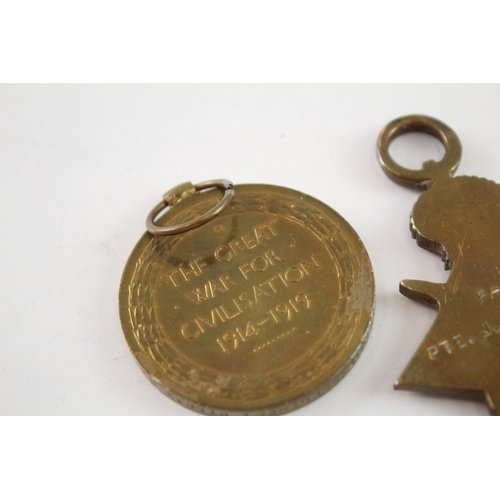 THE GREAT
WAR FOR
CIVILISATION
1914-1919
PTE.